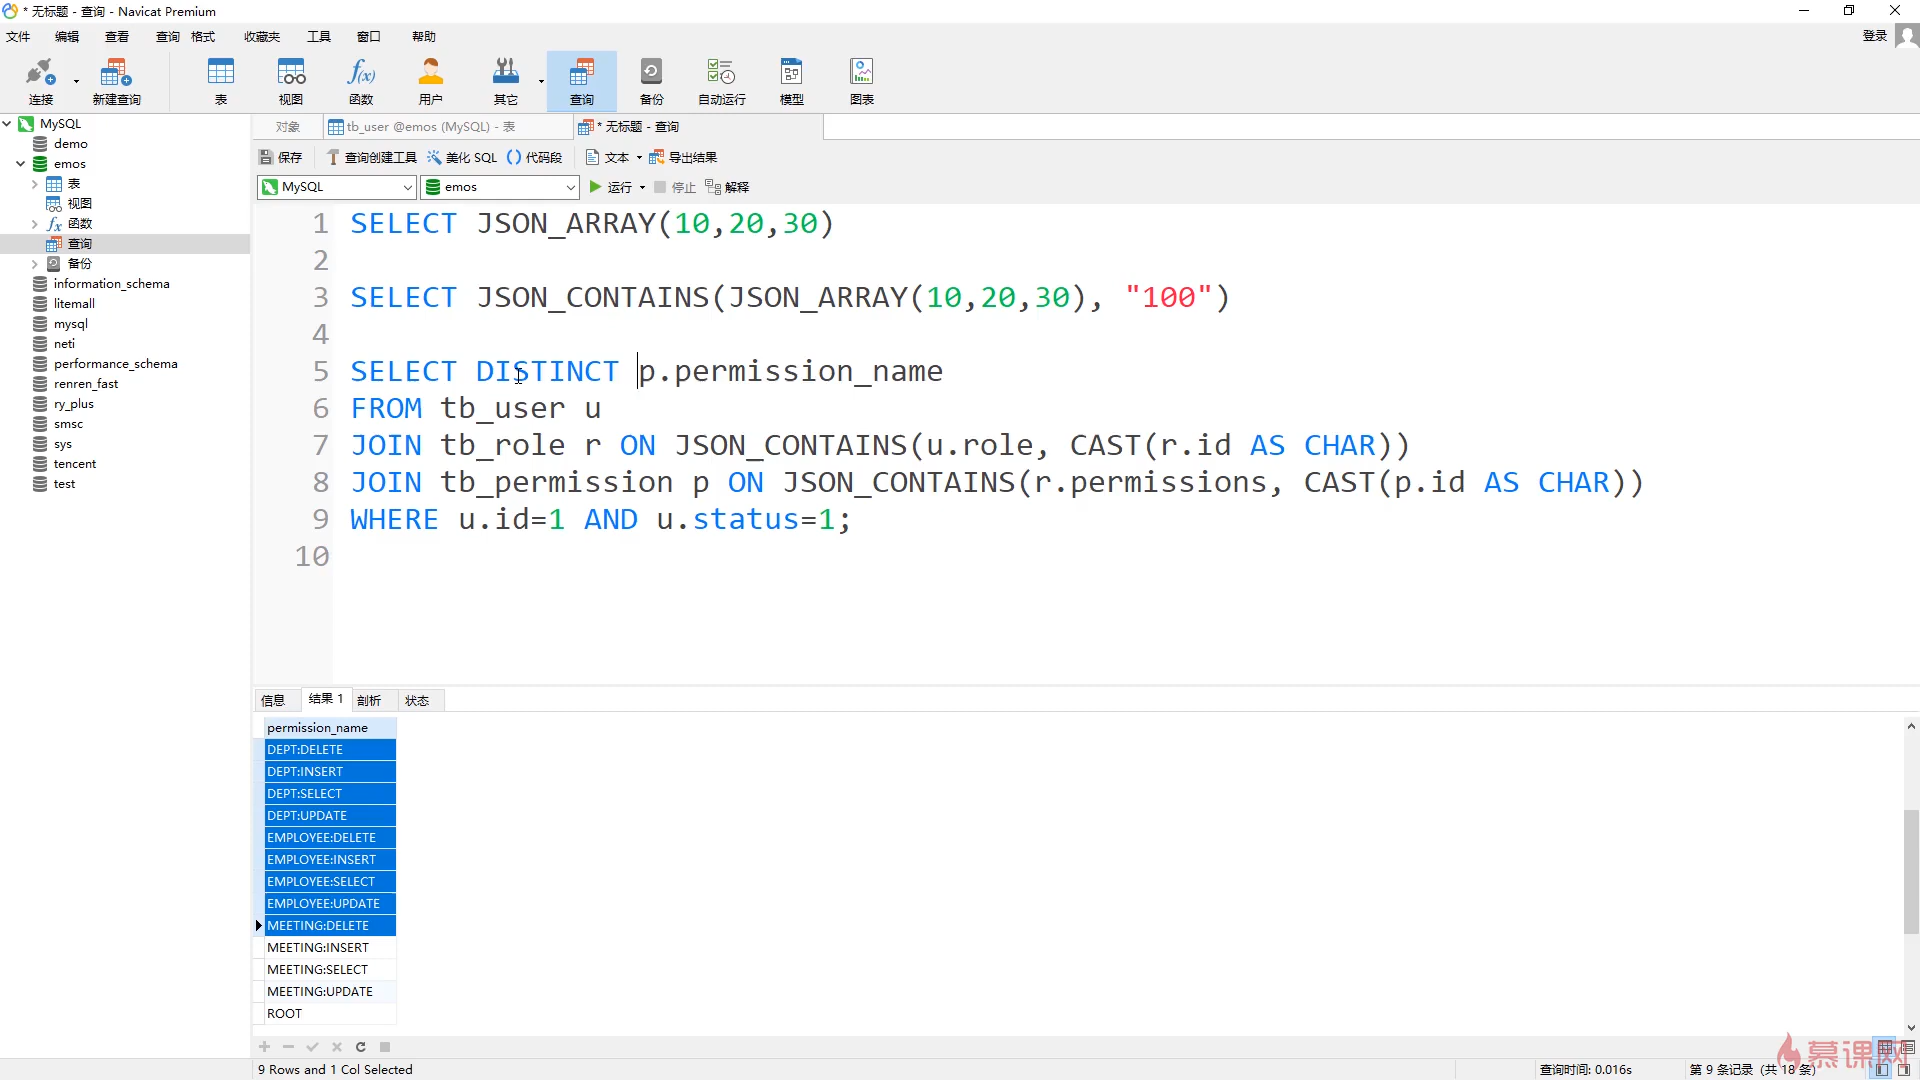 * 无标题 - 查询 - Navicat Premium
文件 编辑 查看 查询 格式 收藏夹 工具 窗口 帮助 登录
连接 新建查询 表 视图 函数 用户 其它 查询 备份 自动运行 模型 图表
MySQL
demo
emos
表
视图
函数
查询
备份
information_schema
litemall
mysql
neti
performance_schema
renren_fast
ry_plus
smsc
sys
tencent
test
对象 tb_user @emos (MySQL) - 表 * 无标题 - 查询
保存 查询创建工具 美化 SQL 代码段 文本 导出结果
MySQL emos 运行 停止 解释
1 SELECT JSON_ARRAY(10,20,30)
2
3 SELECT JSON_CONTAINS(JSON_ARRAY(10,20,30), "100")
4
5 SELECT DISTINCT p.permission_name
6 FROM tb_user u
7 JOIN tb_role r ON JSON_CONTAINS(u.role, CAST(r.id AS CHAR))
8 JOIN tb_permission p ON JSON_CONTAINS(r.permissions, CAST(p.id AS CHAR))
9 WHERE u.id=1 AND u.status=1;
10
信息 结果 1 剖析 状态
permission_name
DEPT:DELETE
DEPT:INSERT
DEPT:SELECT
DEPT:UPDATE
EMPLOYEE:DELETE
EMPLOYEE:INSERT
EMPLOYEE:SELECT
EMPLOYEE:UPDATE
MEETING:DELETE
MEETING:INSERT
MEETING:SELECT
MEETING:UPDATE
ROOT
慕课网
9 Rows and 1 Col Selected 查询时间: 0.016s 第 9 条记录 (共 18 条)